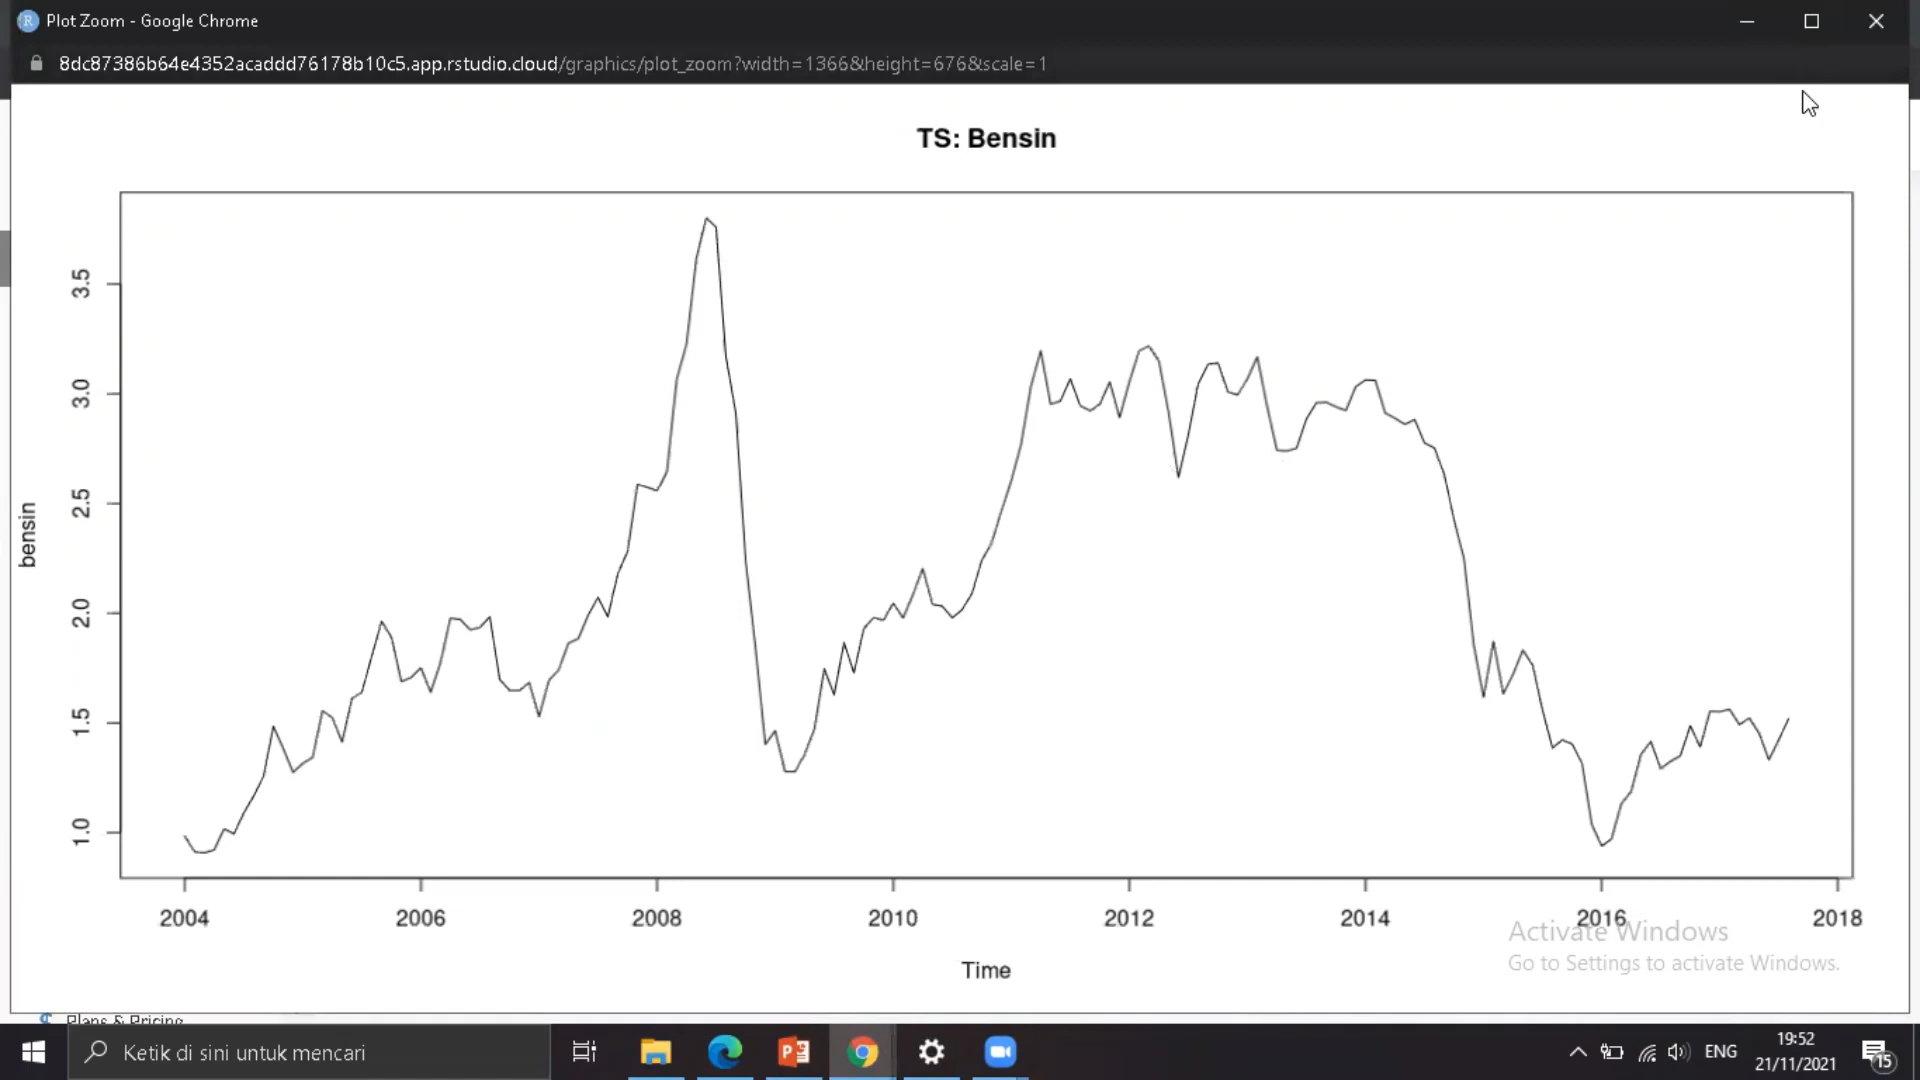 Plot Zoom - Google Chrome
8dc87386b64e4352acaddd76178b10c5.app.rstudio.cloud/graphics/plot_zoom?width=1366&height=676&scale=1
TS: Bensin
3.5
3.0
2.5
2.0
1.5
1.0
bensin
2004 2006 2008 2010 2012 2014 2016 2018
Time
Activate Windows
Go to Settings to activate Windows.
Plans & Pricing
Ketik di sini untuk mencari
ENG
19:52
21/11/2021
15